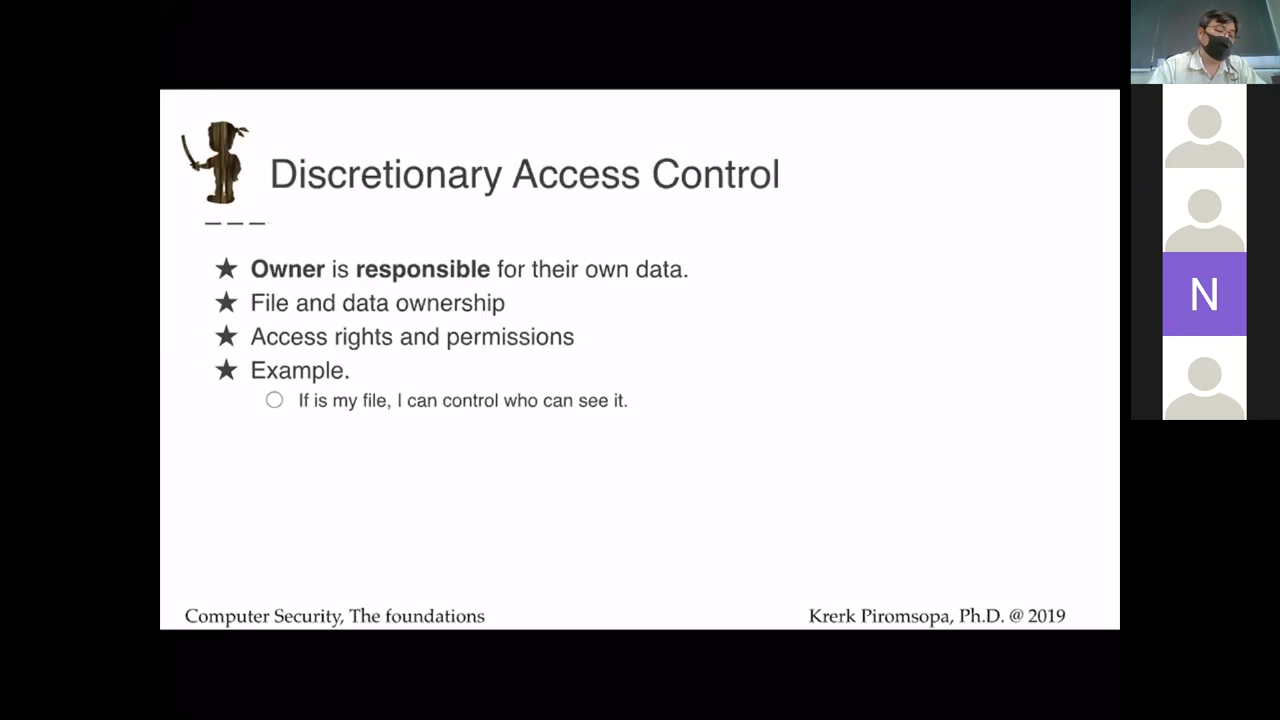 Discretionary Access Control
Owner is responsible for their own data.
File and data ownership
Access rights and permissions
Example.
If is my file, I can control who can see it.
Computer Security, The foundations
Krerk Piromsopa, Ph.D. @ 2019
N